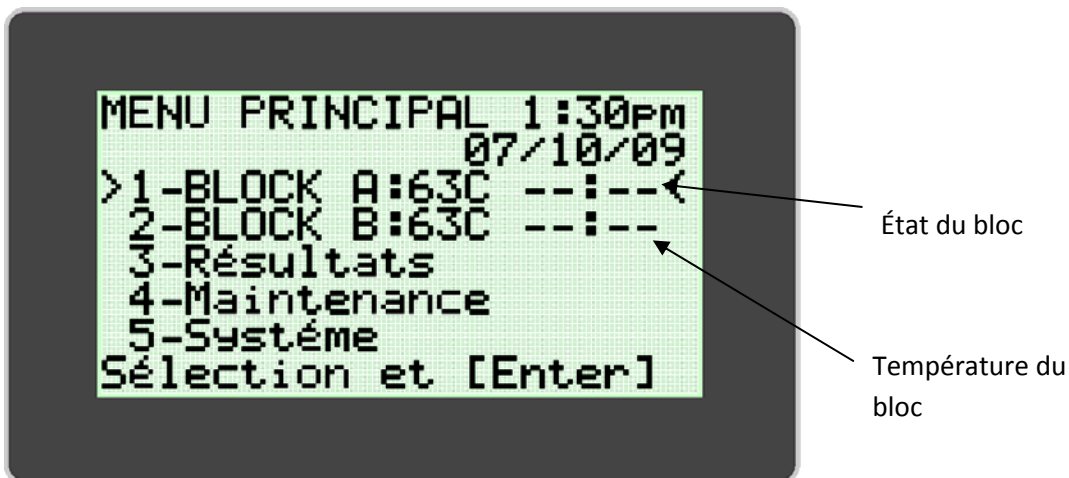 MENU PRINCIPAL 1:30pm
07/10/09
>1-BLOCK A:63C --:--<
2-BLOCK B:63C --:--
3-Résultats
4-Maintenance
5-Systéme
Sélection et [Enter]
État du bloc
Température du
bloc